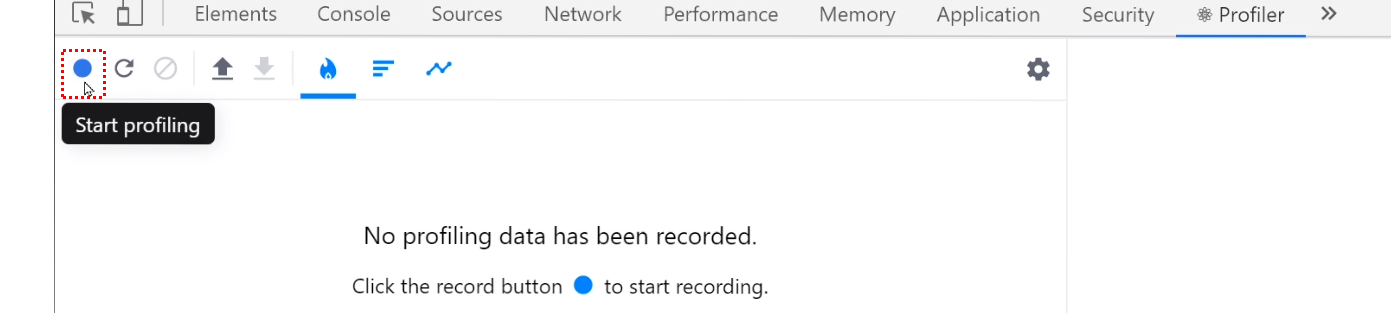 Elements Console Sources Network Performance Memory Application Security Profiler
Start profiling
No profiling data has been recorded.
Click the record button to start recording.